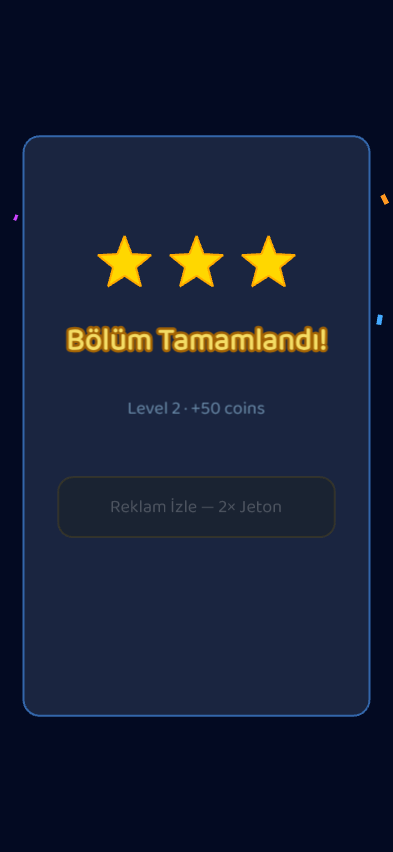 Bölüm Tamamlandı!
Level 2 · +50 coins
Reklam İzle — 2× Jeton